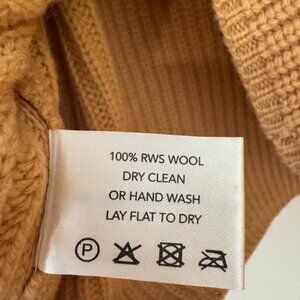 100% RWS WOOL
DRY CLEAN
OR HAND WASH
LAY FLAT TO DRY
P